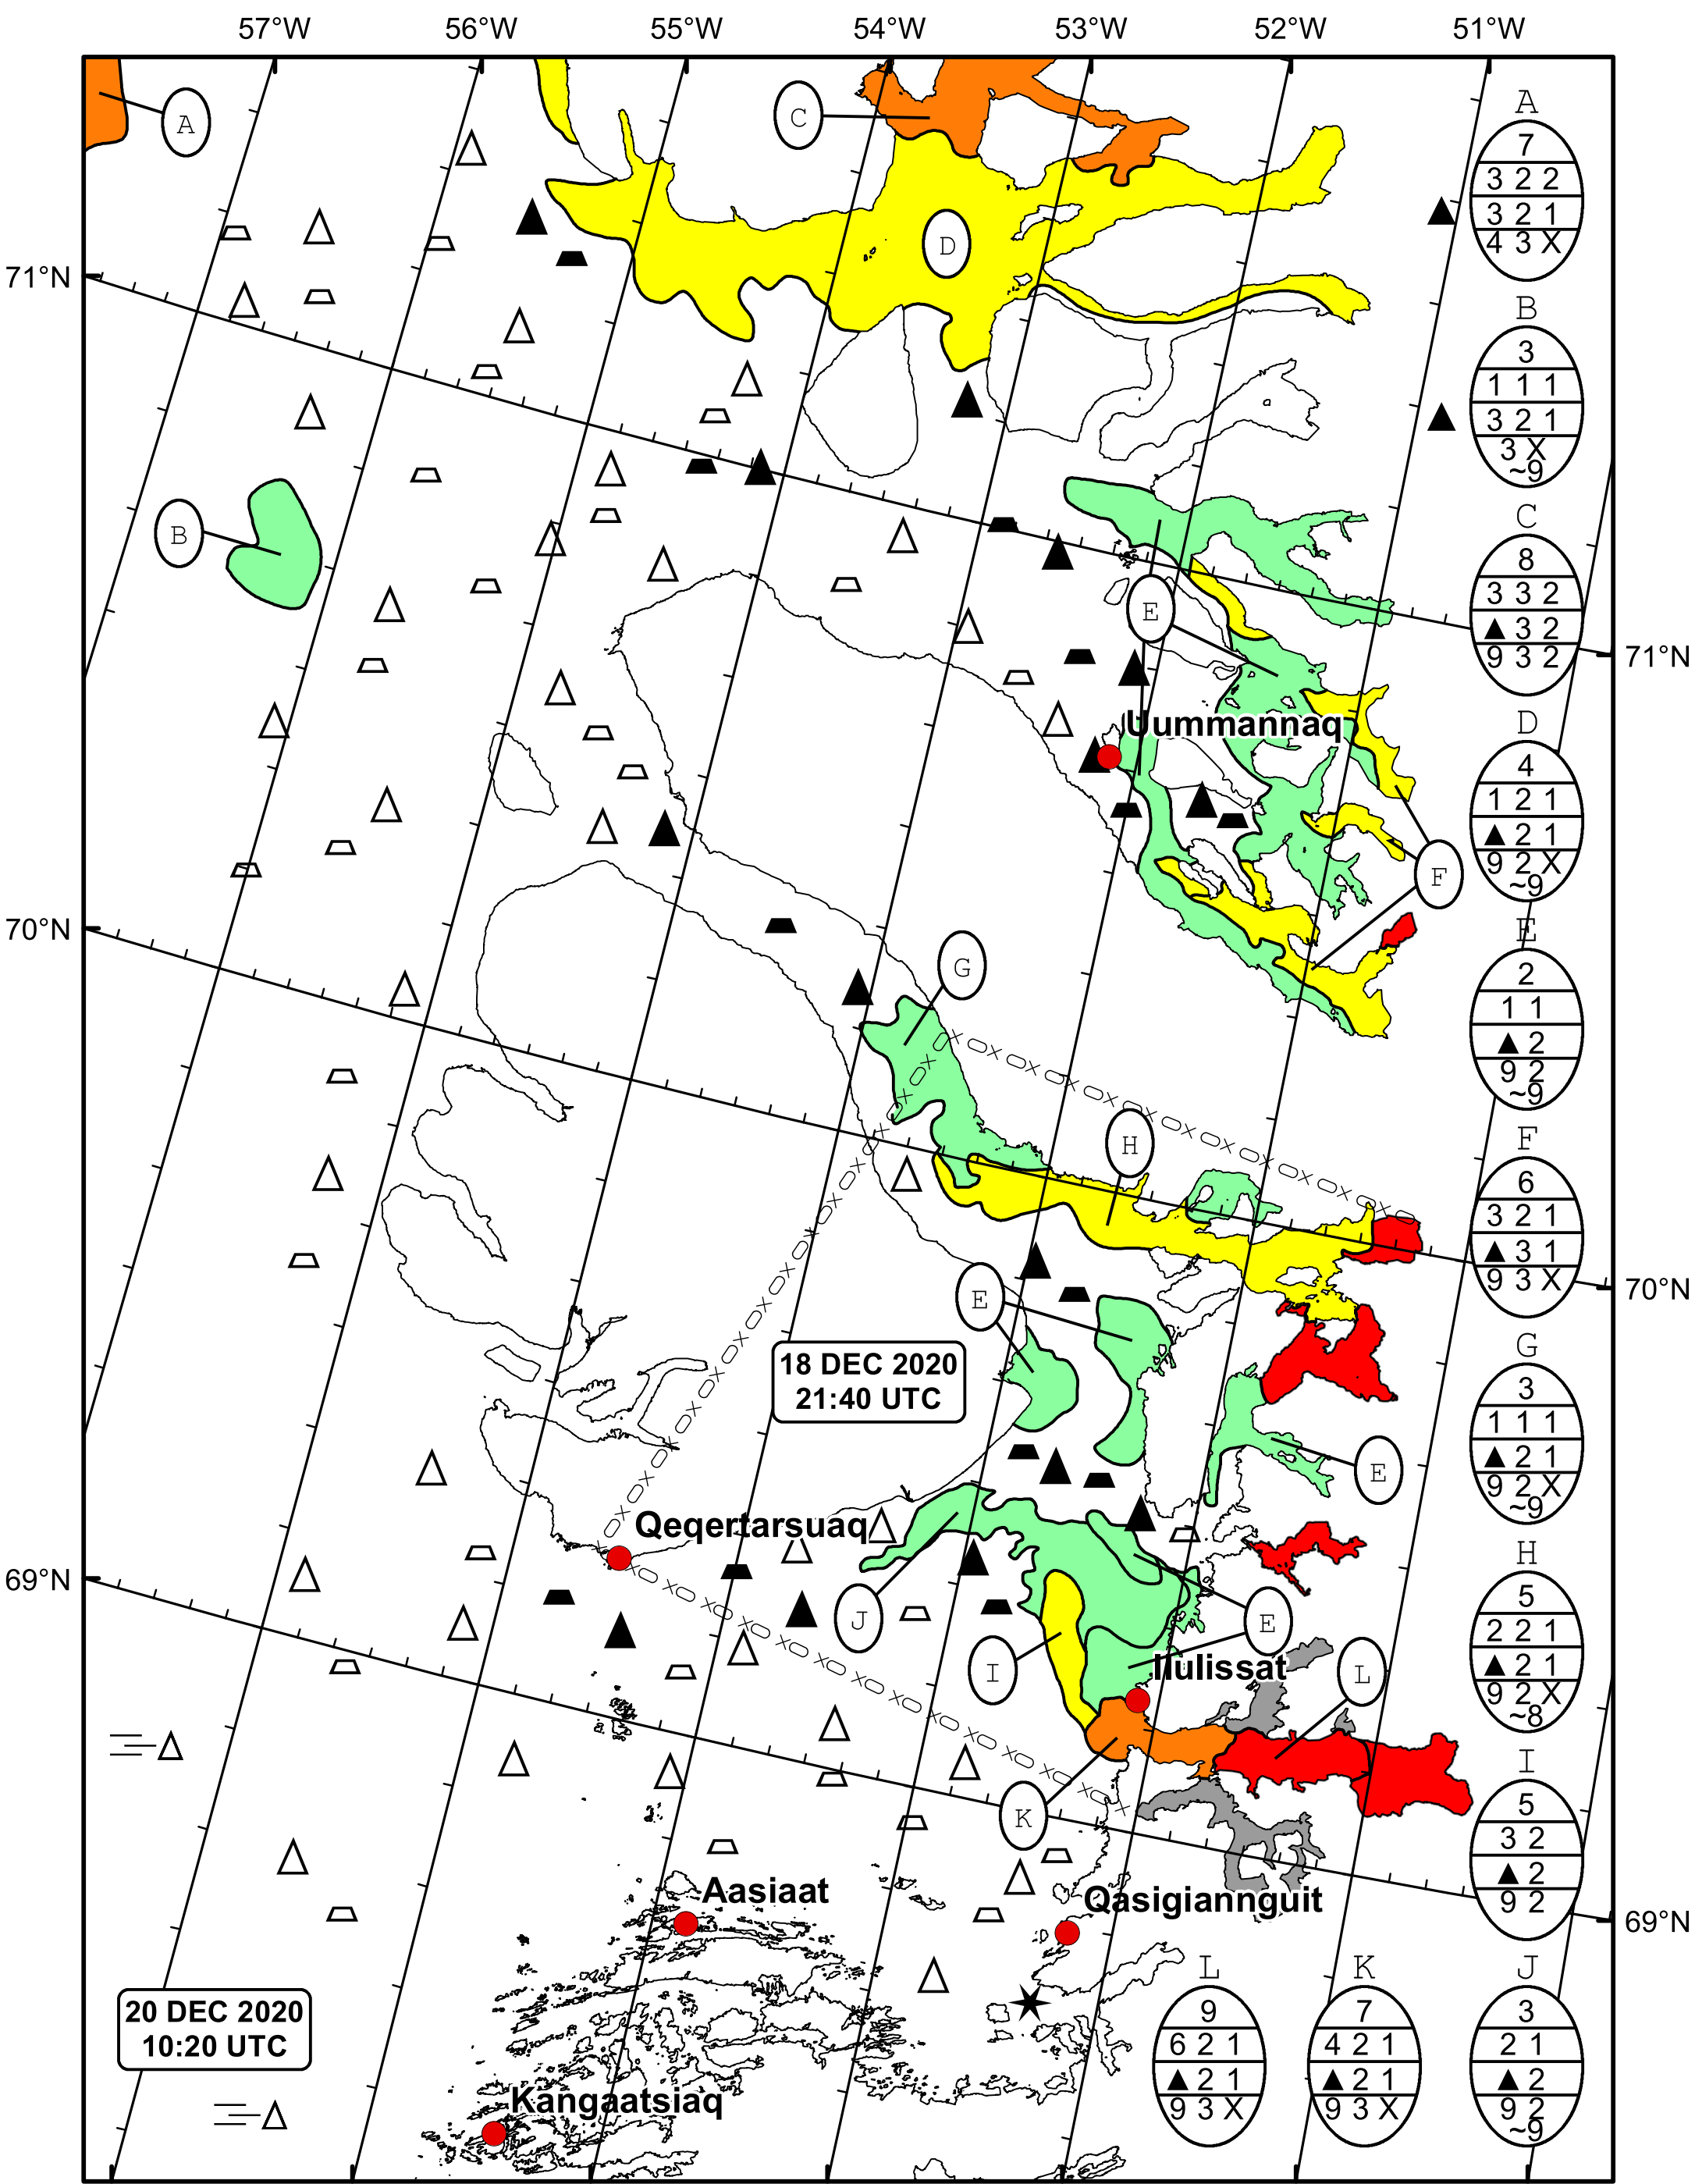 57°W 56°W 55°W 54°W 53°W 52°W 51°W
A
C
A
7
3 2 2
3 2 1
4 3 X
D
71°N
B
3
1 1 1
3 2 1
3 X
~9
B
C
8
3 3 2
▲ 3 2
9 3 2
E
71°N
Uummannaq
D
4
1 2 1
▲ 2 1
9 2 X
~9
F
70°N
G
E
2
1 1
▲ 2
9 2
~9
H
F
6
3 2 1
▲ 3 1
9 3 X
E
70°N
18 DEC 2020
21:40 UTC
G
3
1 1 1
▲ 2 1
9 2 X
~9
E
Qeqertarsuaq
69°N
H
5
2 2 1
▲ 2 1
9 2 X
~8
J
E
I
Ilulissat
L
K
I
5
3 2
▲ 2
9 2
Aasiaat
Qasigiannguit
69°N
20 DEC 2020
10:20 UTC
L
9
6 2 1
▲ 2 1
9 3 X
K
7
4 2 1
▲ 2 1
9 3 X
J
3
2 1
▲ 2
9 2
~9
Kangaatsiaq